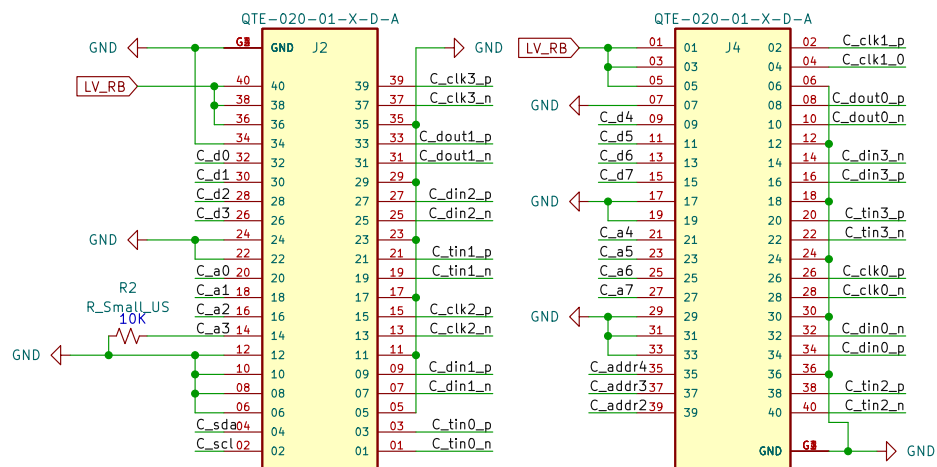 QTE-020-01-X-D-A
GND
GND
J2
GND
LV_RB
40 40 39 39 C_clk3_p
38 38 37 37 C_clk3_n
36 36 35 35
34 34 33 33 C_dout1_p
C_d0 32 32 31 31 C_dout1_n
C_d1 30 30 29 29
C_d2 28 28 27 27 C_din2_p
C_d3 26 26 25 25 C_din2_n
GND 24 24 23 23
22 22 21 21 C_tin1_p
C_a0 20 20 19 19 C_tin1_n
C_a1 18 18 17 17
C_a2 16 16 15 15 C_clk2_p
C_a3 14 14 13 13 C_clk2_n
R2
R_Small_US
10K
GND 12 12 11 11
10 10 09 09 C_din1_p
08 08 07 07 C_din1_n
06 06 05 05
C_sda 04 04 03 03 C_tin0_p
C_scl 02 02 01 01 C_tin0_n
QTE-020-01-X-D-A
J4
LV_RB 01 01 02 02 C_clk1_p
03 03 04 04 C_clk1_0
05 05 06 06
GND 07 07 08 08 C_dout0_p
C_d4 09 09 10 10 C_dout0_n
C_d5 11 11 12 12
C_d6 13 13 14 14 C_din3_n
C_d7 15 15 16 16 C_din3_p
GND 17 17 18 18
19 19 20 20 C_tin3_p
C_a4 21 21 22 22 C_tin3_n
C_a5 23 23 24 24
C_a6 25 25 26 26 C_clk0_p
C_a7 27 27 28 28 C_clk0_n
GND 29 29 30 30
31 31 32 32 C_din0_n
33 33 34 34 C_din0_p
C_addr4 35 35 36 36
C_addr3 37 37 38 38 C_tin2_p
C_addr2 39 39 40 40 C_tin2_n
GND
GND